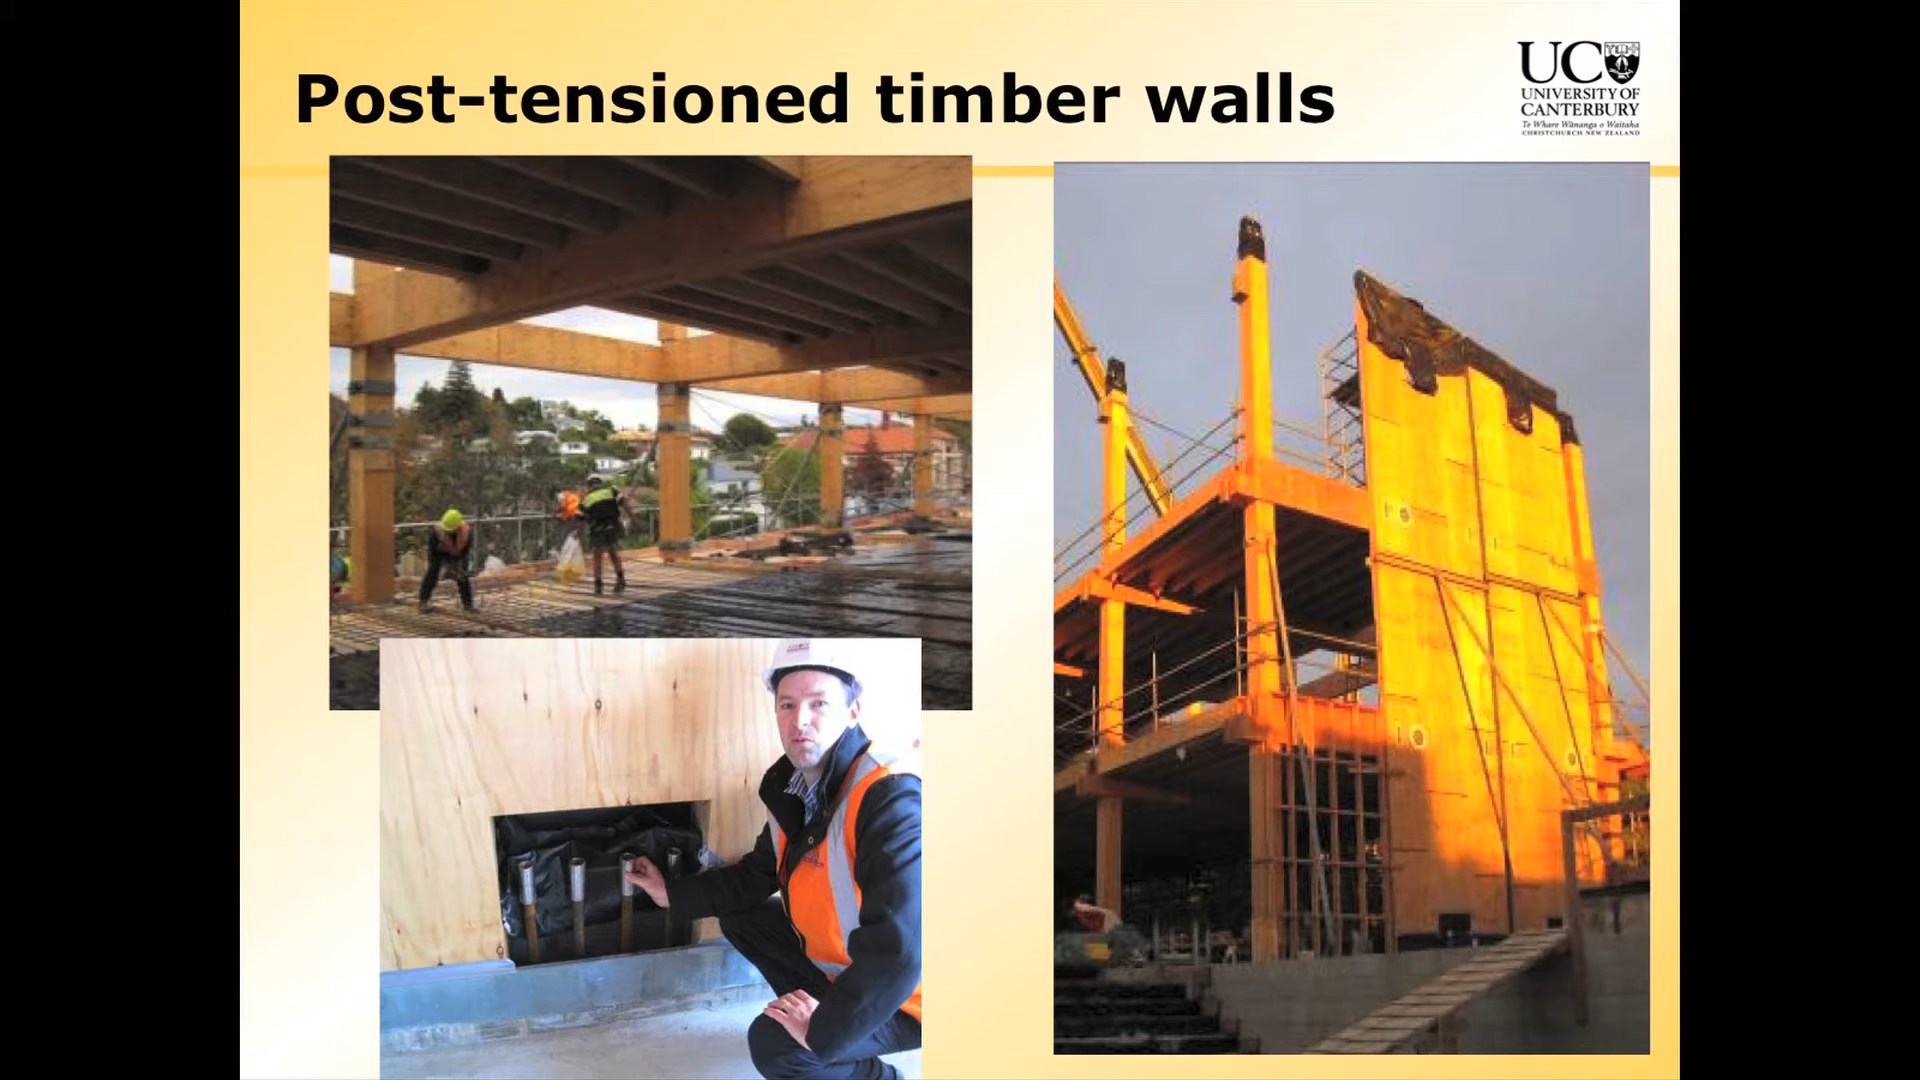 Post-tensioned timber walls
UC
UNIVERSITY OF
CANTERBURY
Te Whare Wānanga o Waitaha
CHRISTCHURCH NEW ZEALAND